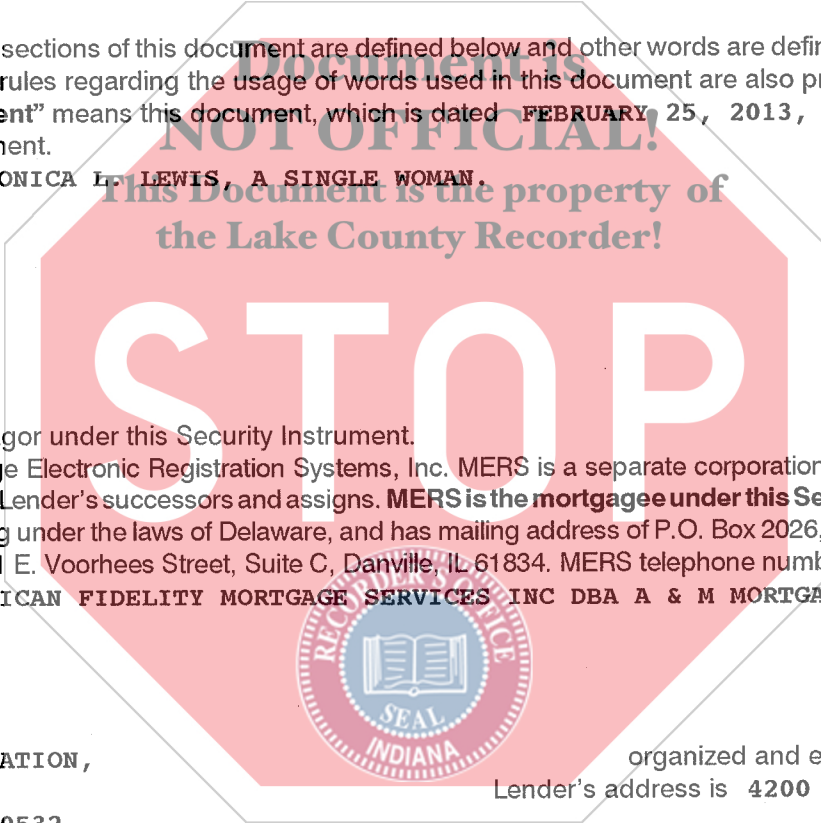 sections of this document are defined below and other words are defin
rules regarding the usage of words used in this document are also pr
Document is
ent” means this document, which is dated FEBRUARY 25, 2013,
NOT OFFICIAL!
ment.
ONICA L. LEWIS, A SINGLE WOMAN.
This Document is the property of
the Lake County Recorder!
STOP
gor under this Security Instrument.
ge Electronic Registration Systems, Inc. MERS is a separate corporation
Lender’s successors and assigns. MERS is the mortgagee under this Se
g under the laws of Delaware, and has mailing address of P.O. Box 2026,
E. Voorhees Street, Suite C, Danville, IL 61834. MERS telephone numb
ICAN FIDELITY MORTGAGE SERVICES INC DBA A & M MORTGA
RECORDER'S OFFICE
SEAL
INDIANA
ATION, organized and e
Lender’s address is 4200
0532